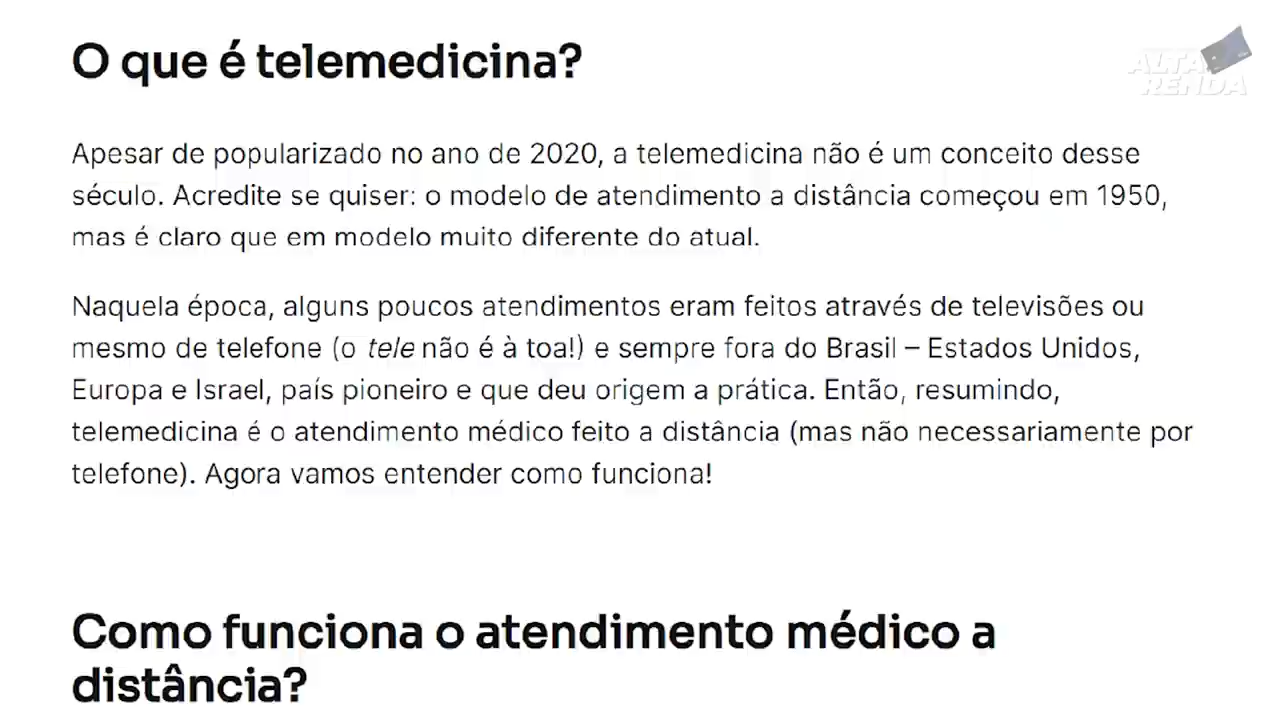 O que é telemedicina?
ALTA
RENDA
Apesar de popularizado no ano de 2020, a telemedicina não é um conceito desse
século. Acredite se quiser: o modelo de atendimento a distância começou em 1950,
mas é claro que em modelo muito diferente do atual.
Naquela época, alguns poucos atendimentos eram feitos através de televisões ou
mesmo de telefone (o tele não é à toa!) e sempre fora do Brasil – Estados Unidos,
Europa e Israel, país pioneiro e que deu origem a prática. Então, resumindo,
telemedicina é o atendimento médico feito a distância (mas não necessariamente por
telefone). Agora vamos entender como funciona!
Como funciona o atendimento médico a
distância?